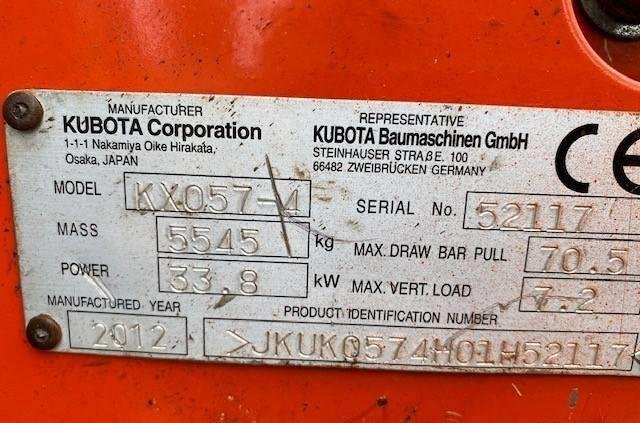 MANUFACTURER
KUBOTA Corporation
1-1-1 Nakamiya Oike Hirakata,
Osaka, JAPAN
REPRESENTATIVE
KUBOTA Baumaschinen GmbH
STEINHAUSER STRAßE. 100
66482 ZWEIBRÜCKEN GERMANY
CE
MODEL KX057-4
SERIAL No. 52117
MASS 5545 kg
MAX. DRAW BAR PULL 70.5
POWER 33.8 kW
MAX. VERT. LOAD 7.2
MANUFACTURED YEAR
2012
PRODUCT IDENTIFICATION NUMBER
>JKUK0574H01H52117<